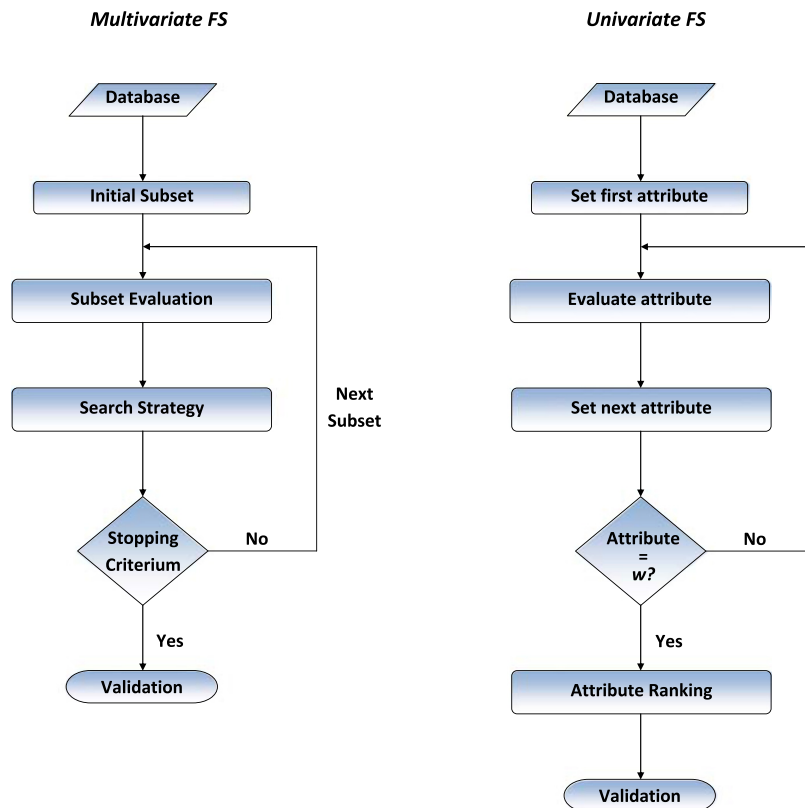 Multivariate FS
Database
Initial Subset
Subset Evaluation
Search Strategy
Next
Subset
Stopping
Criterium
No
Yes
Validation
Univariate FS
Database
Set first attribute
Evaluate attribute
Set next attribute
Attribute
=
w?
No
Yes
Attribute Ranking
Validation